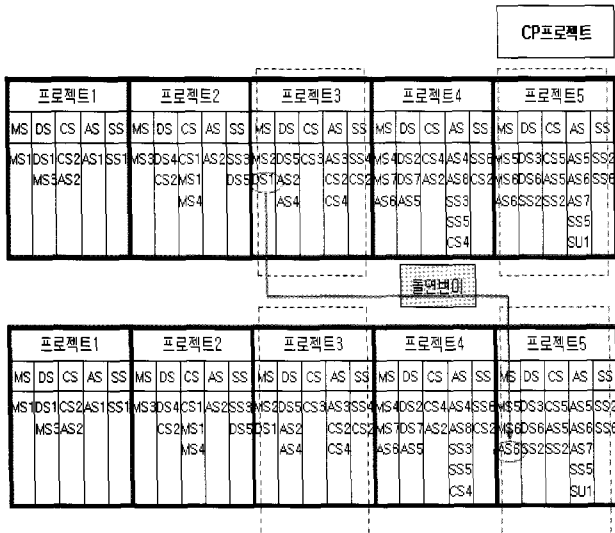 CP프로젝트
프로젝트1 프로젝트2 프로젝트3 프로젝트4 프로젝트5
MS DS CS AS SS MS DS CS AS SS MS DS CS AS SS MS DS CS AS SS MS DS CS AS SS
MS1 DS1 CS2 AS1 SS1 MS3 DS4 CS1 AS2 SS3 MS2 DS5 CS3 AS3 SS4 MS4 DS2 CS4 AS4 SS6 MS5 DS3 CS5 AS5 SS2
AS2 CS2 MS1 DS5 DS1 AS2 CS2 CS2 MS7 DS7 AS2 AS8 CS2 MS6 DS6 AS5 AS6 SS6
MS4 AS4 CS4 AS6 AS5 SS3 AS6 SS2 SS2 AS7
SS5 SS5
CS4 SU1
돌연변이
프로젝트1 프로젝트2 프로젝트3 프로젝트4 프로젝트5
MS DS CS AS SS MS DS CS AS SS MS DS CS AS SS MS DS CS AS SS MS DS CS AS SS
MS1 DS1 CS2 AS1 SS1 MS3 DS4 CS1 AS2 SS3 MS2 DS5 CS3 AS3 SS4 MS4 DS2 CS4 AS4 SS6 MS5 DS3 CS5 AS5 SS6
AS2 CS2 MS1 DS5 DS1 AS2 CS2 CS2 MS7 DS7 AS2 AS8 CS2 MS6 DS6 AS5 AS6 SS6
MS4 AS4 CS4 AS6 AS5 SS3 AS6 SS2 SS2 AS7
SS5 SS5
CS4 SU1